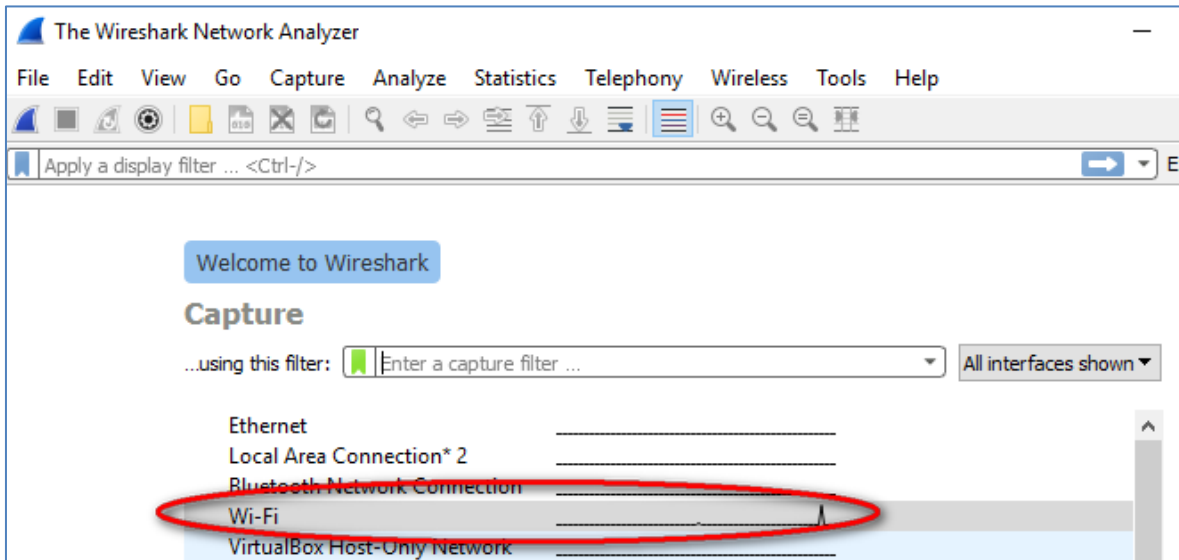 The Wireshark Network Analyzer
File Edit View Go Capture Analyze Statistics Telephony Wireless Tools Help
Apply a display filter ... <Ctrl-/>
E
Welcome to Wireshark
Capture
...using this filter: Enter a capture filter ... All interfaces shown
Ethernet
Local Area Connection* 2
Bluetooth Network Connection
Wi-Fi
VirtualBox Host-Only Network